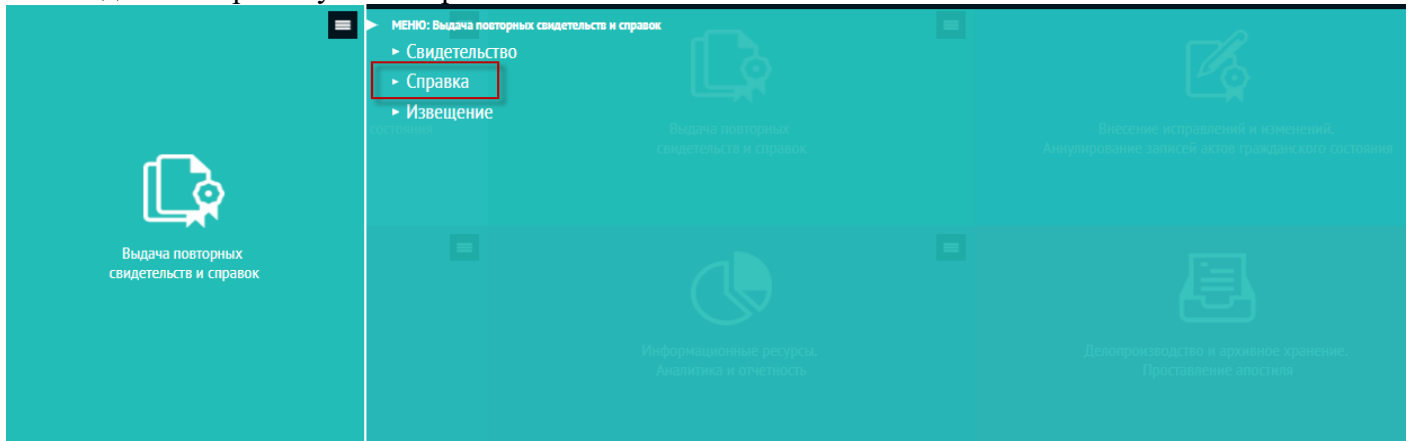 МЕНЮ: Выдача повторных свидетельств и справок
Свидетельство
Справка
Извещение
состояния
Выдача повторных
свидетельств и справок
Выдача повторных
свидетельств и справок
Внесение исправлений и изменений.
Аннулирование записей актов гражданского состояния
Информационные ресурсы.
Аналитика и отчетность
Делопроизводство и архивное хранение.
Проставление апостиля